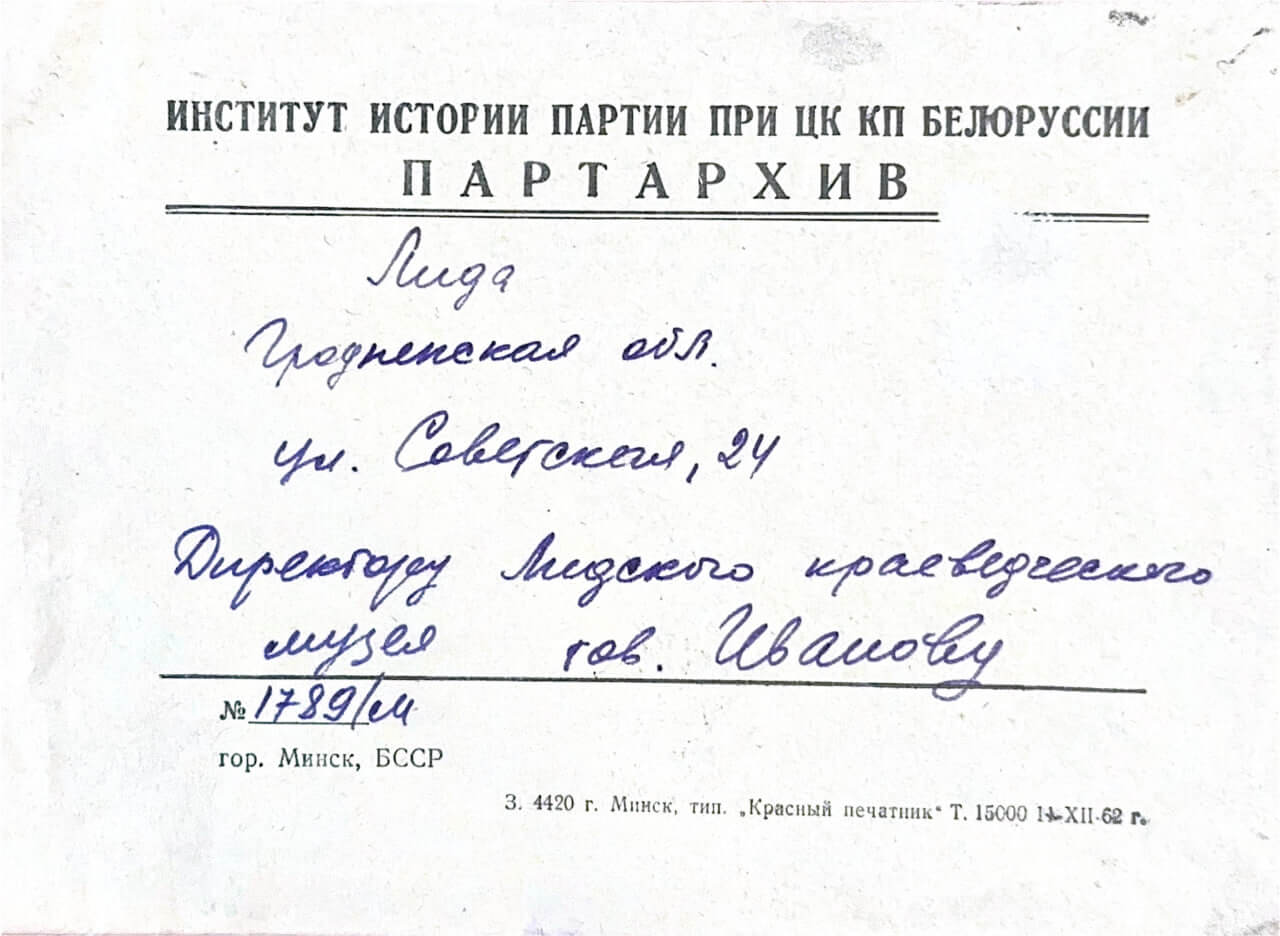 ИНСТИТУТ ИСТОРИИ ПАРТИИ ПРИ ЦК КП БЕЛОРУССИИ
ПАРТАРХИВ
Лида
Гродненская обл.
ул. Советская, 24
Директору Лидского краеведческого
музея тов. Иванову
№ 1789/м
гор. Минск, БССР
З. 4420 г. Минск, тип. „Красный печатник“ Т. 15000 XII-62 г.